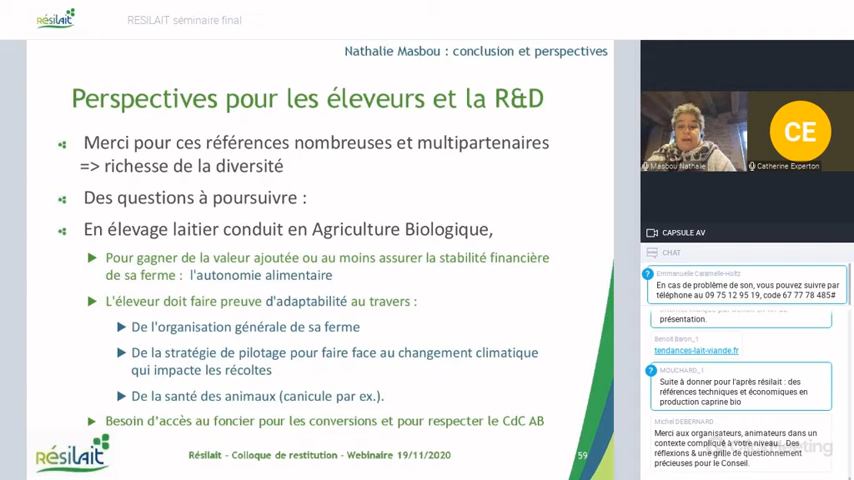 Résilait
RESILAIT séminaire final
Nathalie Masbou : conclusion et perspectives
Perspectives pour les éleveurs et la R&D
Merci pour ces références nombreuses et multipartenaires
=> richesse de la diversité
Des questions à poursuivre :
En élevage laitier conduit en Agriculture Biologique,
Pour gagner de la valeur ajoutée ou au moins assurer la stabilité financière
de sa ferme : l'autonomie alimentaire
L'éleveur doit faire preuve d'adaptabilité au travers :
De l'organisation générale de sa ferme
De la stratégie de pilotage pour faire face au changement climatique
qui impacte les récoltes
De la santé des animaux (canicule par ex.).
Besoin d'accès au foncier pour les conversions et pour respecter le CdC AB
Résilait
Résilait - Colloque de restitution - Webinaire 19/11/2020
59
CE
Masbou Nathalie
Catherine Experton
CAPSULE AV
CHAT
?
Emmanuelle Caramelle-Holtz
En cas de problème de son, vous pouvez suivre par
téléphone au 09 75 12 95 19, code 67 77 78 485#
présentation.
Benoit Baron_1
tendances-lait-viande.fr
?
MOUCHARD_1
Suite à donner pour l'après résilait : des
références techniques et économiques en
production caprine bio
Michel DEBERNARD
Merci aux organisateurs, animateurs dans un
contexte compliqué à votre niveau... Des
réflexions & une grille de questionnement
précieuses pour le Conseil.